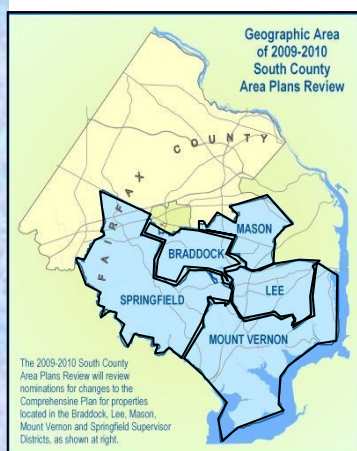 Geographic Area
of 2009-2010
South County
Area Plans Review
FAIRFAX COUNTY
MASON
BRADDOCK
LEE
SPRINGFIELD
MOUNT VERNON
The 2009-2010 South County
Area Plans Review will review
nominations for changes to the
Comprehensive Plan for properties
located in the Braddock, Lee, Mason,
Mount Vernon and Springfield Supervisor
Districts, as shown at right.